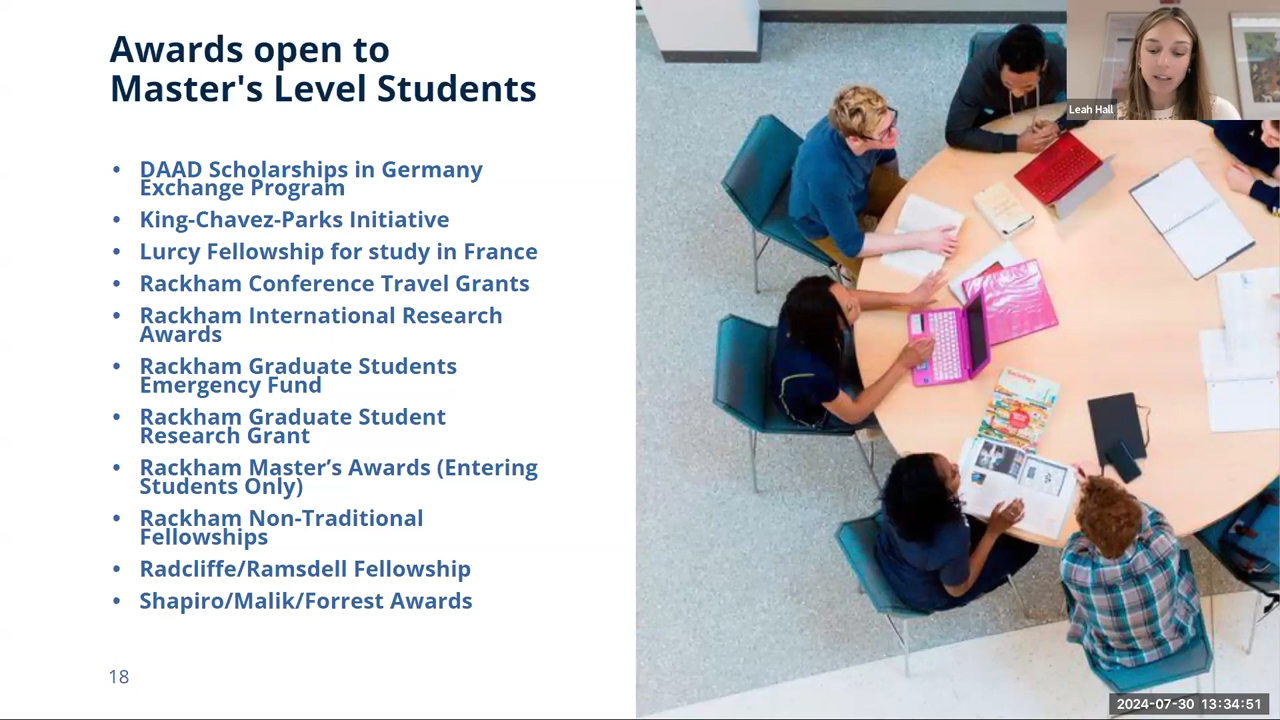 Awards open to
Master's Level Students
• DAAD Scholarships in Germany
Exchange Program
• King-Chavez-Parks Initiative
• Lurcy Fellowship for study in France
• Rackham Conference Travel Grants
• Rackham International Research
Awards
• Rackham Graduate Students
Emergency Fund
• Rackham Graduate Student
Research Grant
• Rackham Master’s Awards (Entering
Students Only)
• Rackham Non-Traditional
Fellowships
• Radcliffe/Ramsdell Fellowship
• Shapiro/Malik/Forrest Awards
18
Leah Hall
2024-07-30 13:34:51